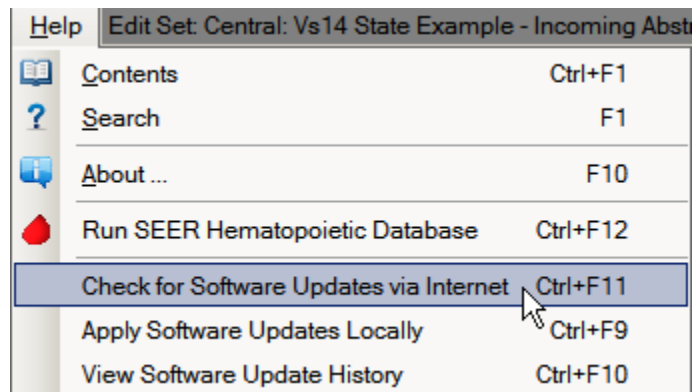 Help Edit Set: Central: Vs14 State Example - Incoming Abst
Contents Ctrl+F1
? Search F1
About ... F10
Run SEER Hematopoietic Database Ctrl+F12
Check for Software Updates via Internet Ctrl+F11
Apply Software Updates Locally Ctrl+F9
View Software Update History Ctrl+F10